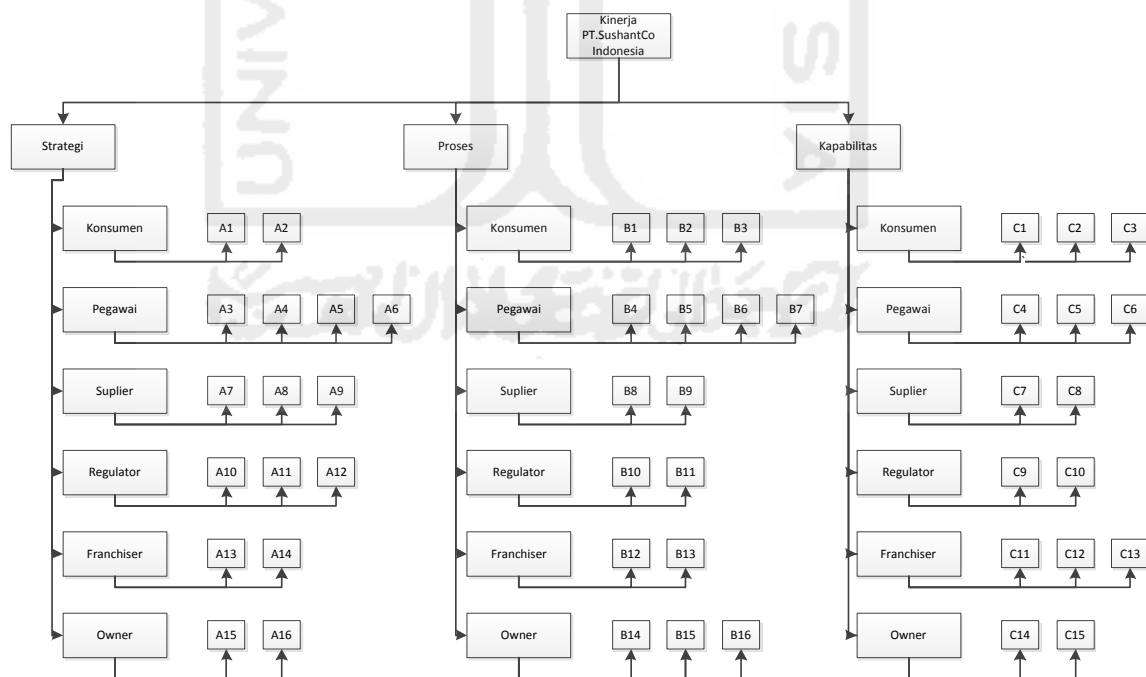 Kinerja
PT.SushantCo
Indonesia
Strategi
Proses
Kapabilitas
Konsumen A1 A2
Konsumen B1 B2 B3
Konsumen C1 C2 C3
Pegawai A3 A4 A5 A6
Pegawai B4 B5 B6 B7
Pegawai C4 C5 C6
Suplier A7 A8 A9
Suplier B8 B9
Suplier C7 C8
Regulator A10 A11 A12
Regulator B10 B11
Regulator C9 C10
Franchiser A13 A14
Franchiser B12 B13
Franchiser C11 C12 C13
Owner A15 A16
Owner B14 B15 B16
Owner C14 C15